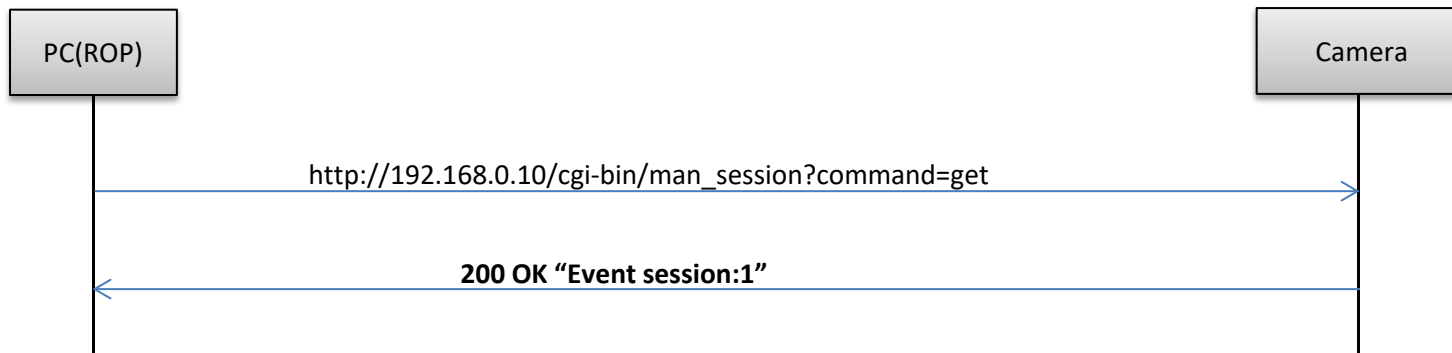 PC(ROP)
Camera
http://192.168.0.10/cgi-bin/man_session?command=get
200 OK “Event session:1”